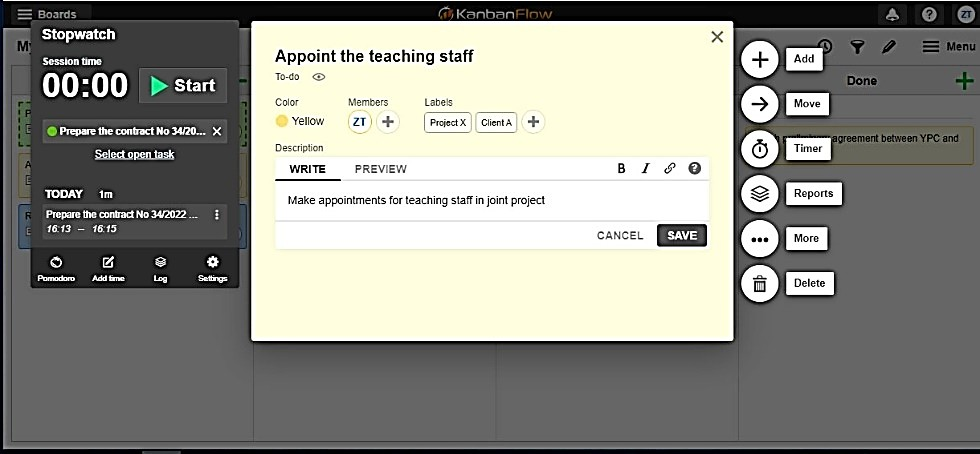 Boards
KanbanFlow
ZT
My
Menu
Stopwatch
Session time
00:00
Start
Prepare the contract No 34/20...
Select open task
TODAY 1m
Prepare the contract No 34/2022 ...
16:13 – 16:15
Pomodoro Add time Log Settings
Appoint the teaching staff
To-do
Color Members Labels
Yellow ZT Project X Client A
Description
WRITE PREVIEW B I
Make appointments for teaching staff in joint project
CANCEL SAVE
Add
Move
Timer
Reports
More
Delete
Done
preliminary agreement between YPC and